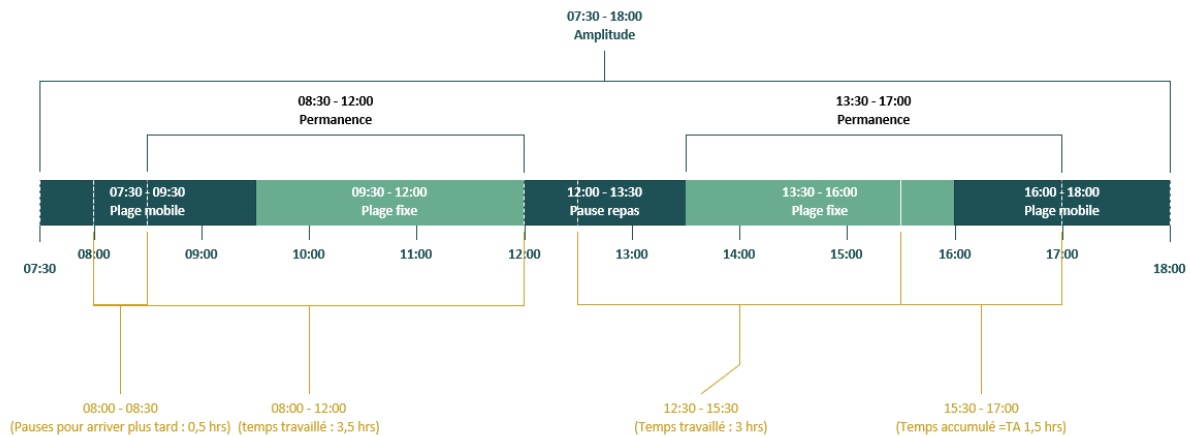 07:30 - 18:00
Amplitude
08:30 - 12:00
Permanence
13:30 - 17:00
Permanence
07:30 - 09:30
Plage mobile
09:30 - 12:00
Plage fixe
12:00 - 13:30
Pause repas
13:30 - 16:00
Plage fixe
16:00 - 18:00
Plage mobile
07:30
08:00
09:00
10:00
11:00
12:00
13:00
14:00
15:00
16:00
17:00
18:00
08:00 - 08:30
(Pauses pour arriver plus tard : 0,5 hrs)
08:00 - 12:00
(temps travaillé : 3,5 hrs)
12:30 - 15:30
(Temps travaillé : 3 hrs)
15:30 - 17:00
(Temps accumulé =TA 1,5 hrs)